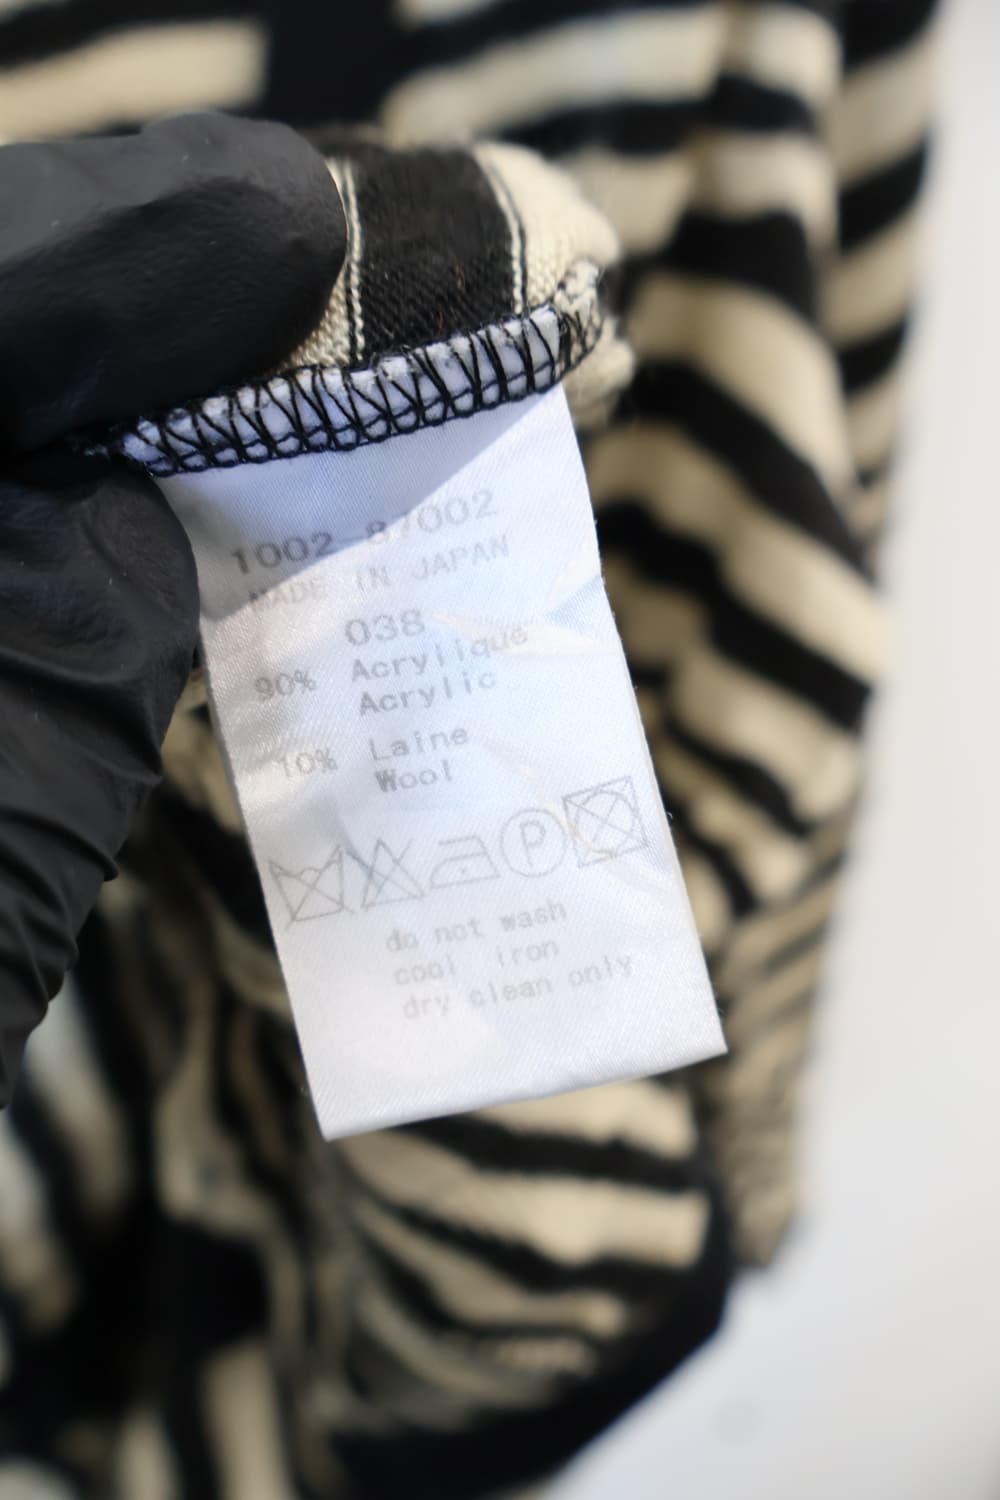 1002-87002
MADE IN JAPAN
038
90% Acrylique
Acrylic
10% Laine
Wool
P
do not wash
cool iron
dry clean only